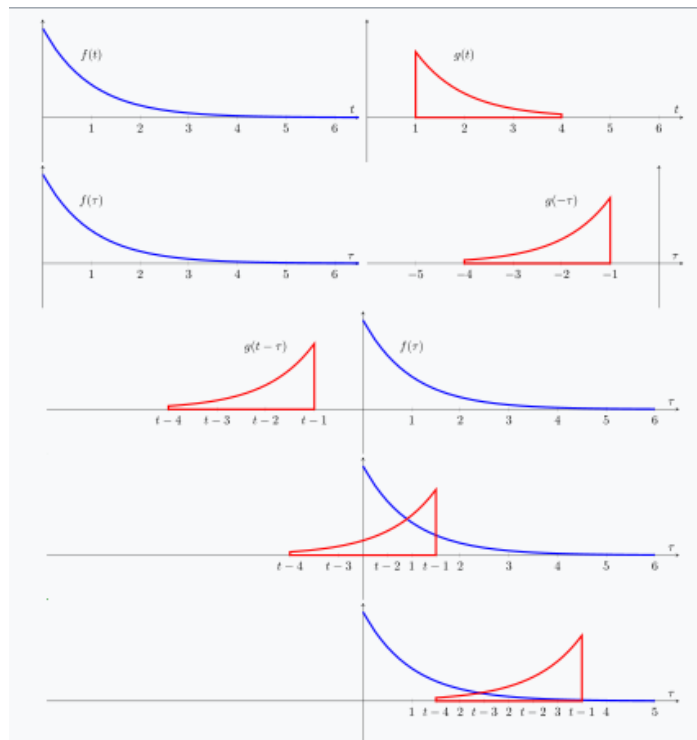 f(t) g(t)
t t
1 2 3 4 5 6 1 2 3 4 5 6
f(τ) g(−τ)
τ τ
1 2 3 4 5 6 −5 −4 −3 −2 −1
g(t − τ) f(τ)
τ
t − 4 t − 3 t − 2 t − 1 1 2 3 4 5 6
τ
t − 4 t − 3 t − 2 1 t − 1 2 3 4 5 6
τ
1 t − 4 2 t − 3 2 t − 2 3 t − 1 4 5